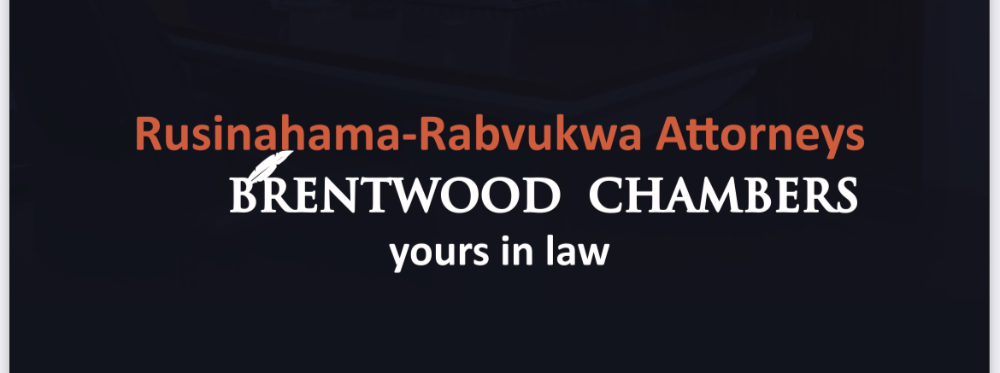 Rusinahama-Rabvukwa Attorneys
BRENTWOOD CHAMBERS
yours in law